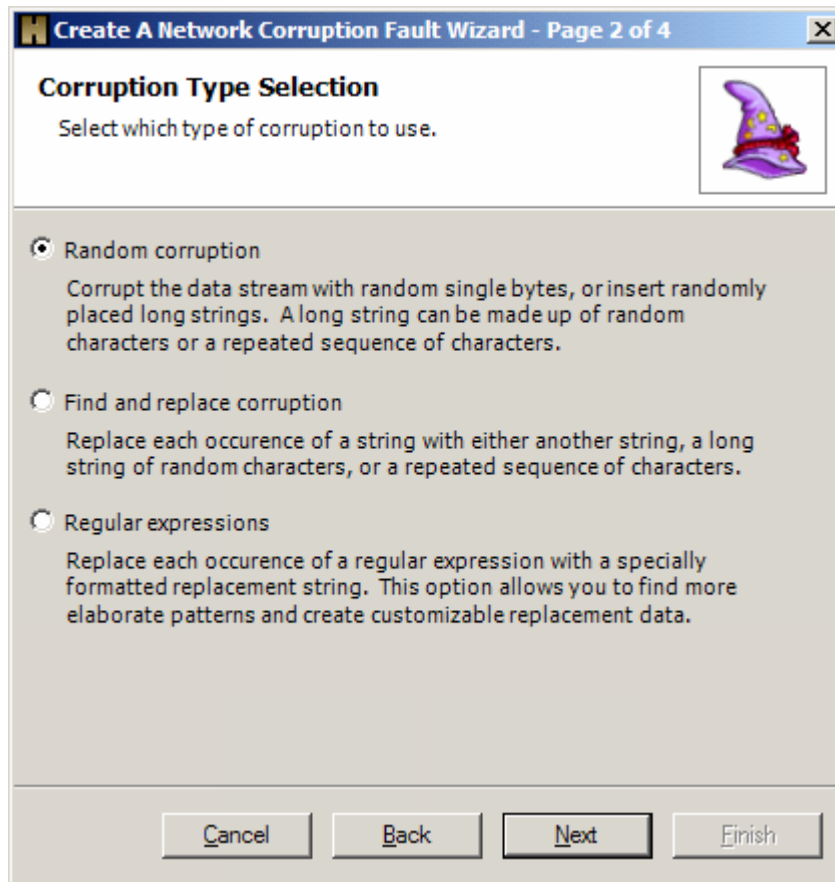 Create A Network Corruption Fault Wizard - Page 2 of 4
Corruption Type Selection
Select which type of corruption to use.
Random corruption
Corrupt the data stream with random single bytes, or insert randomly
placed long strings.  A long string can be made up of random
characters or a repeated sequence of characters.
Find and replace corruption
Replace each occurence of a string with either another string, a long
string of random characters, or a repeated sequence of characters.
Regular expressions
Replace each occurence of a regular expression with a specially
formatted replacement string.  This option allows you to find more
elaborate patterns and create customizable replacement data.
Cancel Back Next Finish